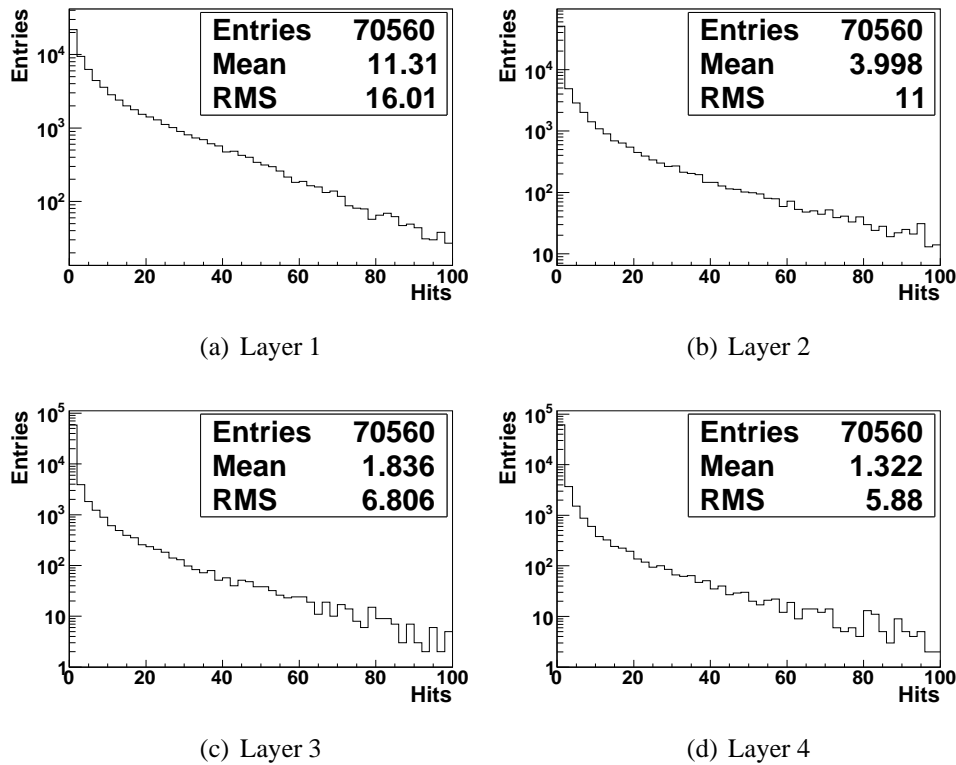 Entries
Entries 70560
Mean 11.31
RMS 16.01
10^4
10^3
10^2
0 20 40 60 80 100
Hits
(a) Layer 1
Entries
Entries 70560
Mean 3.998
RMS 11
10^4
10^3
10^2
10
0 20 40 60 80 100
Hits
(b) Layer 2
Entries
10^5
Entries 70560
Mean 1.836
RMS 6.806
10^4
10^3
10^2
10
1
0 20 40 60 80 100
Hits
(c) Layer 3
Entries
10^5
Entries 70560
Mean 1.322
RMS 5.88
10^4
10^3
10^2
10
1
0 20 40 60 80 100
Hits
(d) Layer 4